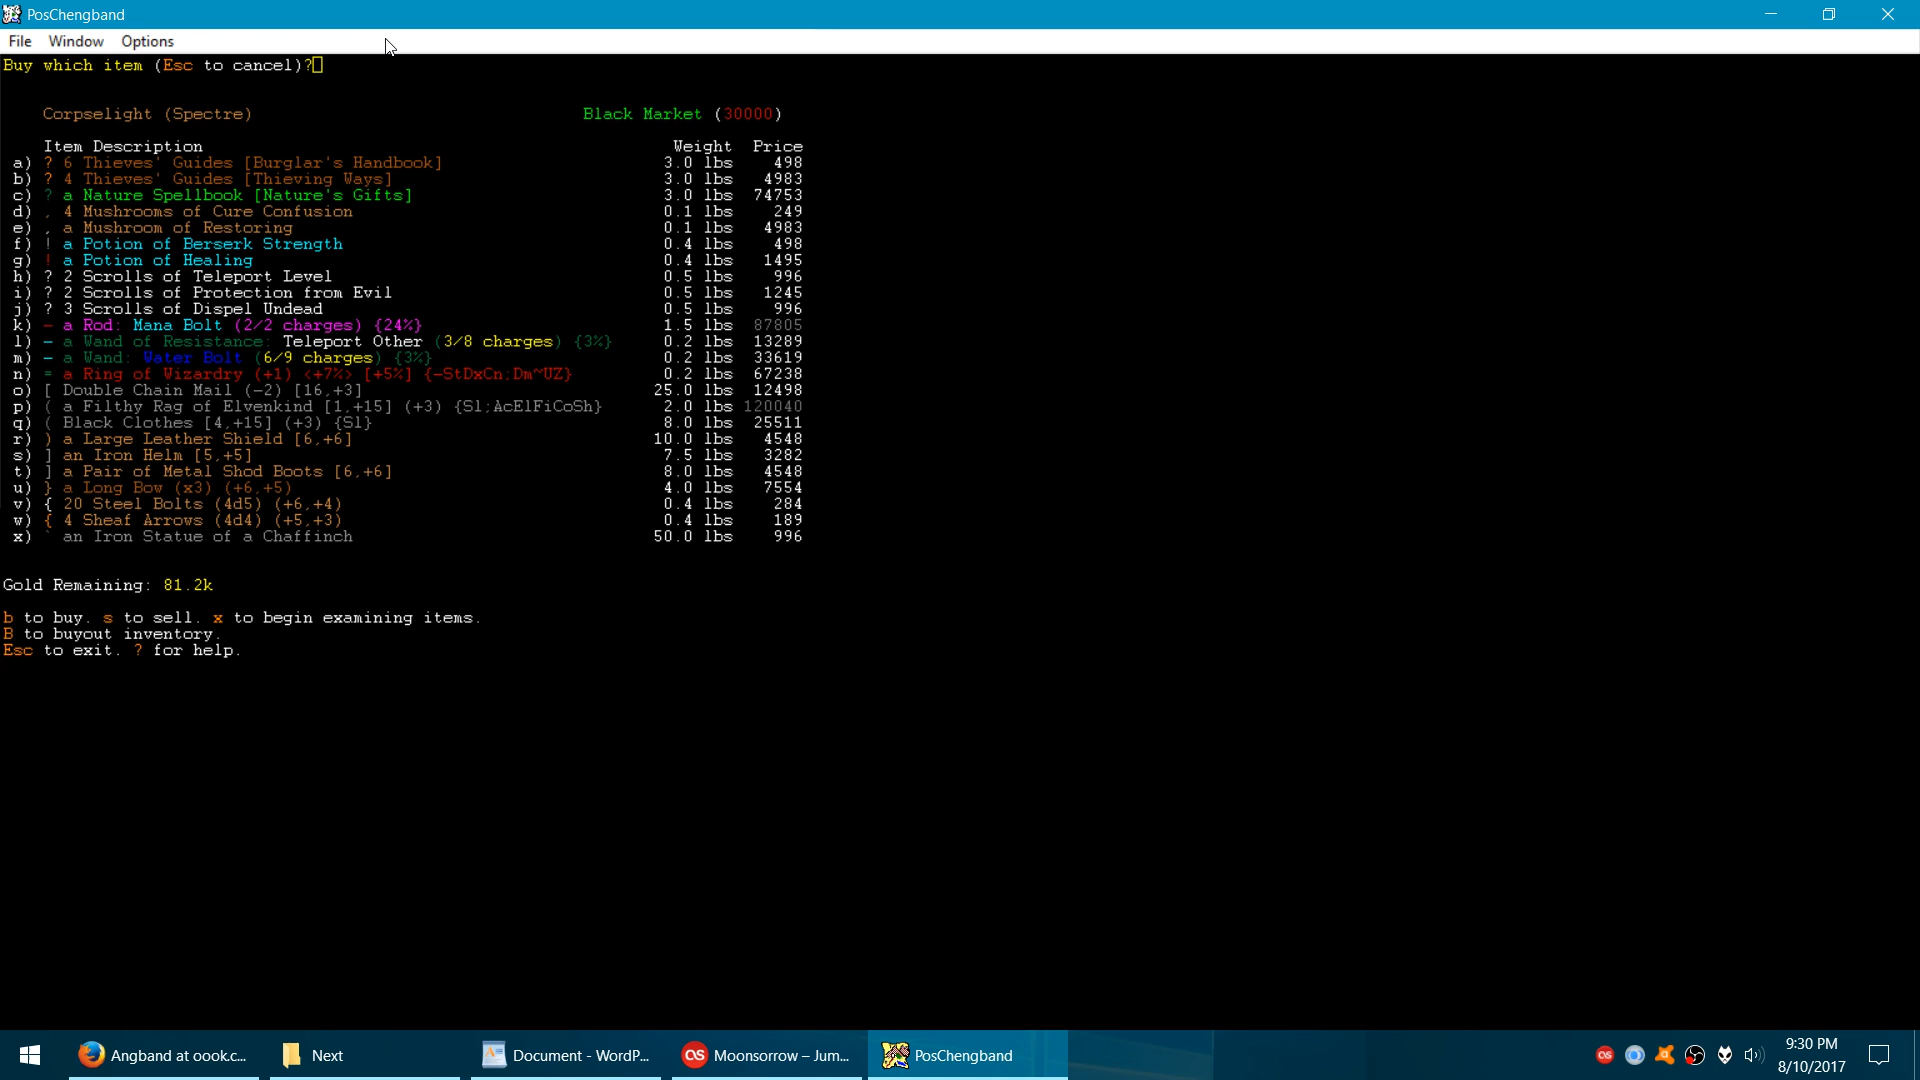 PosChengband
File Window Options
Buy which item (Esc to cancel)?
Corpselight (Spectre) Black Market (30000)
Item Description Weight Price
a) ? 6 Thieves' Guides [Burglar's Handbook] 3.0 lbs 498
b) ? 4 Thieves' Guides [Thieving Ways] 3.0 lbs 4983
c) ? a Nature Spellbook [Nature's Gifts] 3.0 lbs 74753
d) , 4 Mushrooms of Cure Confusion 0.1 lbs 249
e) , a Mushroom of Restoring 0.1 lbs 4983
f) ! a Potion of Berserk Strength 0.4 lbs 498
g) ! a Potion of Healing 0.4 lbs 1495
h) ? 2 Scrolls of Teleport Level 0.5 lbs 996
i) ? 2 Scrolls of Protection from Evil 0.5 lbs 1245
j) ? 3 Scrolls of Dispel Undead 0.5 lbs 996
k) - a Rod: Mana Bolt (2/2 charges) {24%} 1.5 lbs 87805
l) - a Wand of Resistance: Teleport Other (3/8 charges) {3%} 0.2 lbs 13289
m) - a Wand: Water Bolt (6/9 charges) {3%} 0.2 lbs 33619
n) = a Ring of Wizardry (+1) <+7%> [+5%] {-StDxCn;Dm~UZ} 0.2 lbs 67238
o) [ Double Chain Mail (-2) [16,+3] 25.0 lbs 12498
p) ( a Filthy Rag of Elvenkind [1,+15] (+3) {Sl;AcElFiCoSh} 2.0 lbs 120040
q) ( Black Clothes [4,+15] (+3) {Sl} 8.0 lbs 25511
r) ) a Large Leather Shield [6,+6] 10.0 lbs 4548
s) ] an Iron Helm [5,+5] 7.5 lbs 3282
t) ] a Pair of Metal Shod Boots [6,+6] 8.0 lbs 4548
u) } a Long Bow (x3) (+6,+5) 4.0 lbs 7554
v) { 20 Steel Bolts (4d5) (+6,+4) 0.4 lbs 284
w) { 4 Sheaf Arrows (4d4) (+5,+3) 0.4 lbs 189
x) ` an Iron Statue of a Chaffinch 50.0 lbs 996
Gold Remaining: 81.2k
b to buy. s to sell. x to begin examining items.
B to buyout inventory.
Esc to exit. ? for help.
Angband at oook.c... Next Document - WordP... Moonsorrow – Jum... PosChengband
9:30 PM
8/10/2017